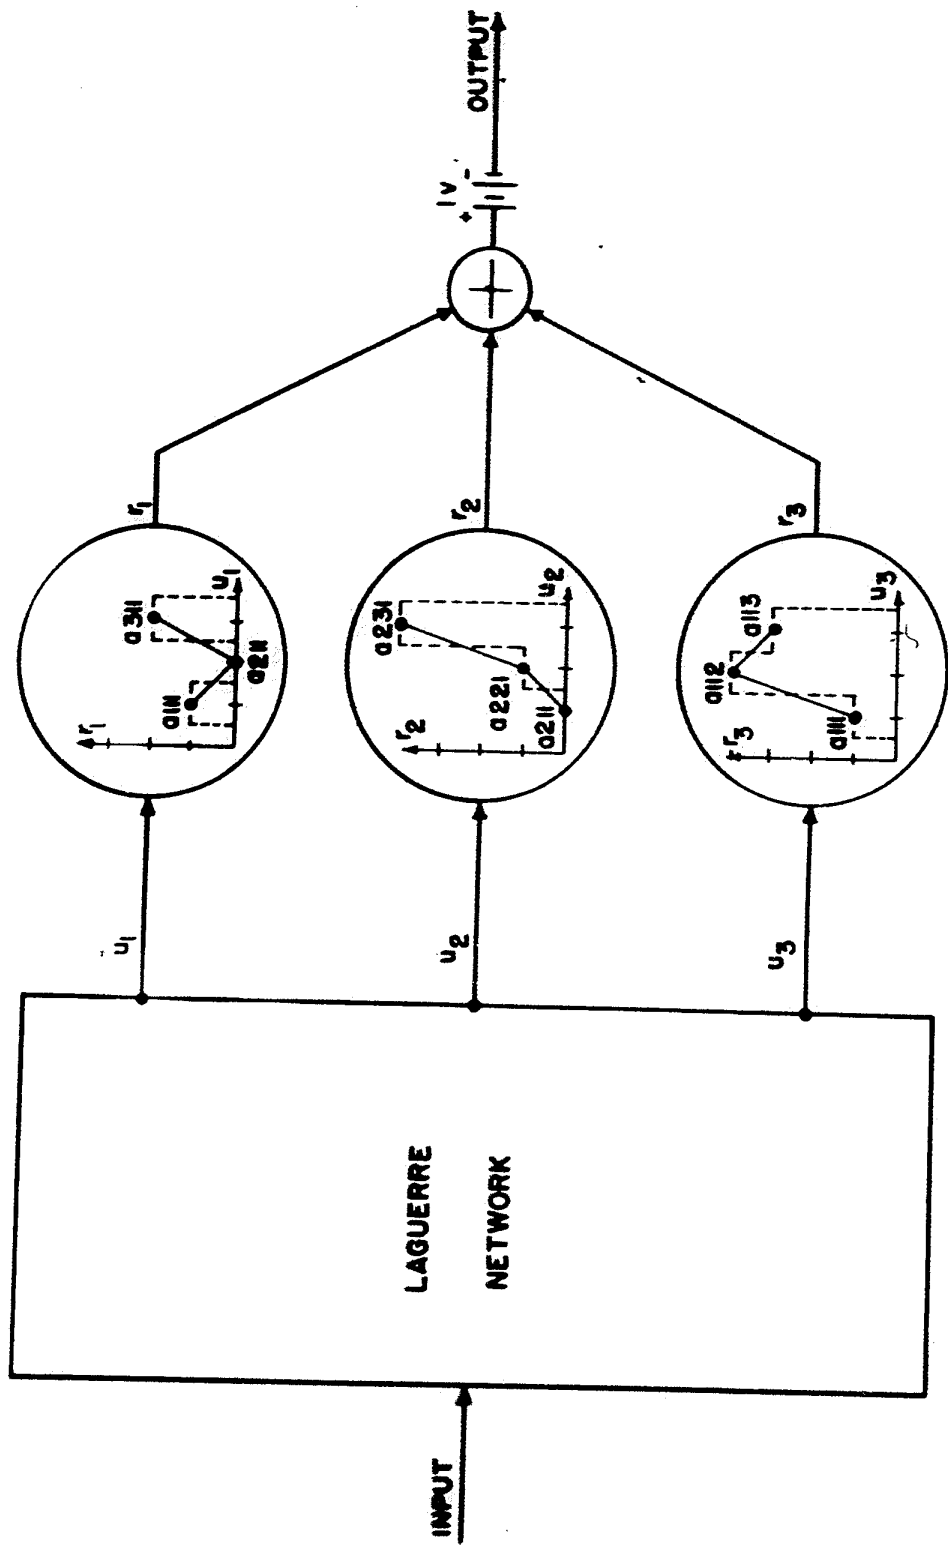 INPUT
LAGUERRE
NETWORK
u1
u2
u3
r1
a111
a311
u1
a211
r1
r2
a231
a221
a211
u2
r2
r3
a112
a113
a111
u3
r3
+ 1V -
OUTPUT